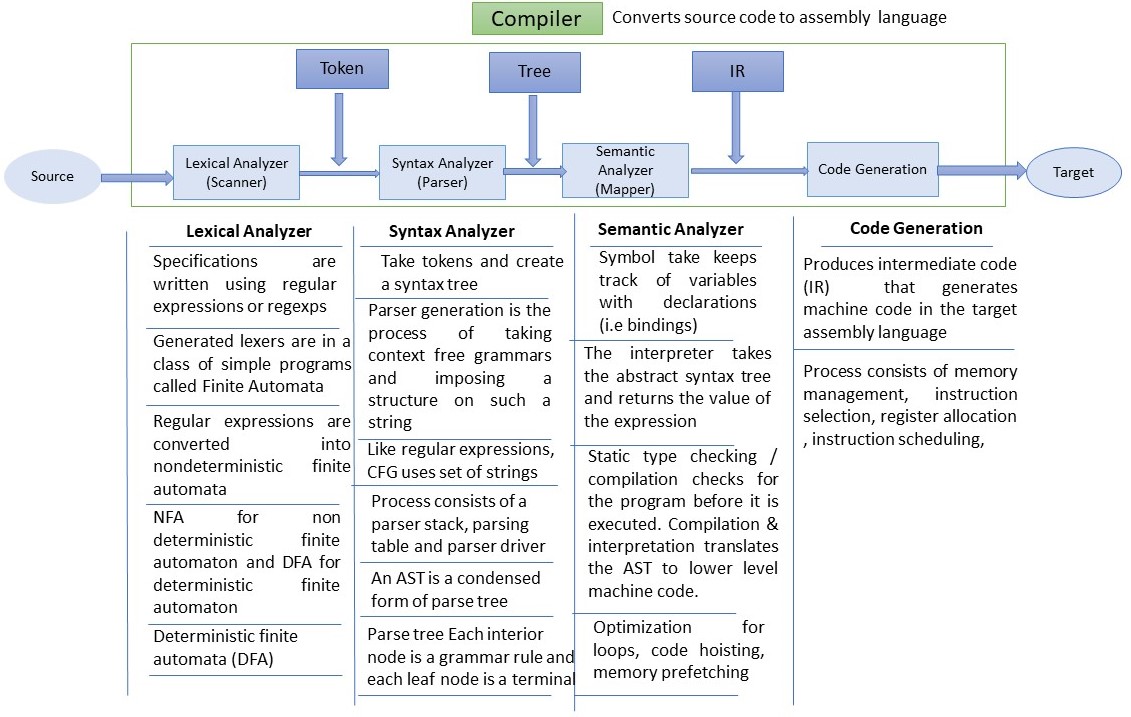 Compiler
Converts source code to assembly language
Token
Tree
IR
Source
Lexical Analyzer
(Scanner)
Syntax Analyzer
(Parser)
Semantic
Analyzer
(Mapper)
Code Generation
Target
Lexical Analyzer
Specifications are
written using regular
expressions or regexps
Generated lexers are in a
class of simple programs
called Finite Automata
Regular expressions are
converted into
nondeterministic finite
automata
NFA for non
deterministic finite
automaton and DFA for
deterministic finite
automaton
Deterministic finite
automata (DFA)
Syntax Analyzer
Take tokens and create
a syntax tree
Parser generation is the
process of taking
context free grammars
and imposing a
structure on such a
string
Like regular expressions,
CFG uses set of strings
Process consists of a
parser stack, parsing
table and parser driver
An AST is a condensed
form of parse tree
Parse tree Each interior
node is a grammar rule and
each leaf node is a terminal
Semantic Analyzer
Symbol take keeps
track of variables
with declarations
(i.e bindings)
The interpreter takes
the abstract syntax tree
and returns the value of
the expression
Static type checking /
compilation checks for
the program before it is
executed. Compilation &
interpretation translates
the AST to lower level
machine code.
Optimization for
loops, code hoisting,
memory prefetching
Code Generation
Produces intermediate code
(IR) that generates
machine code in the target
assembly language
Process consists of memory
management, instruction
selection, register allocation
, instruction scheduling,